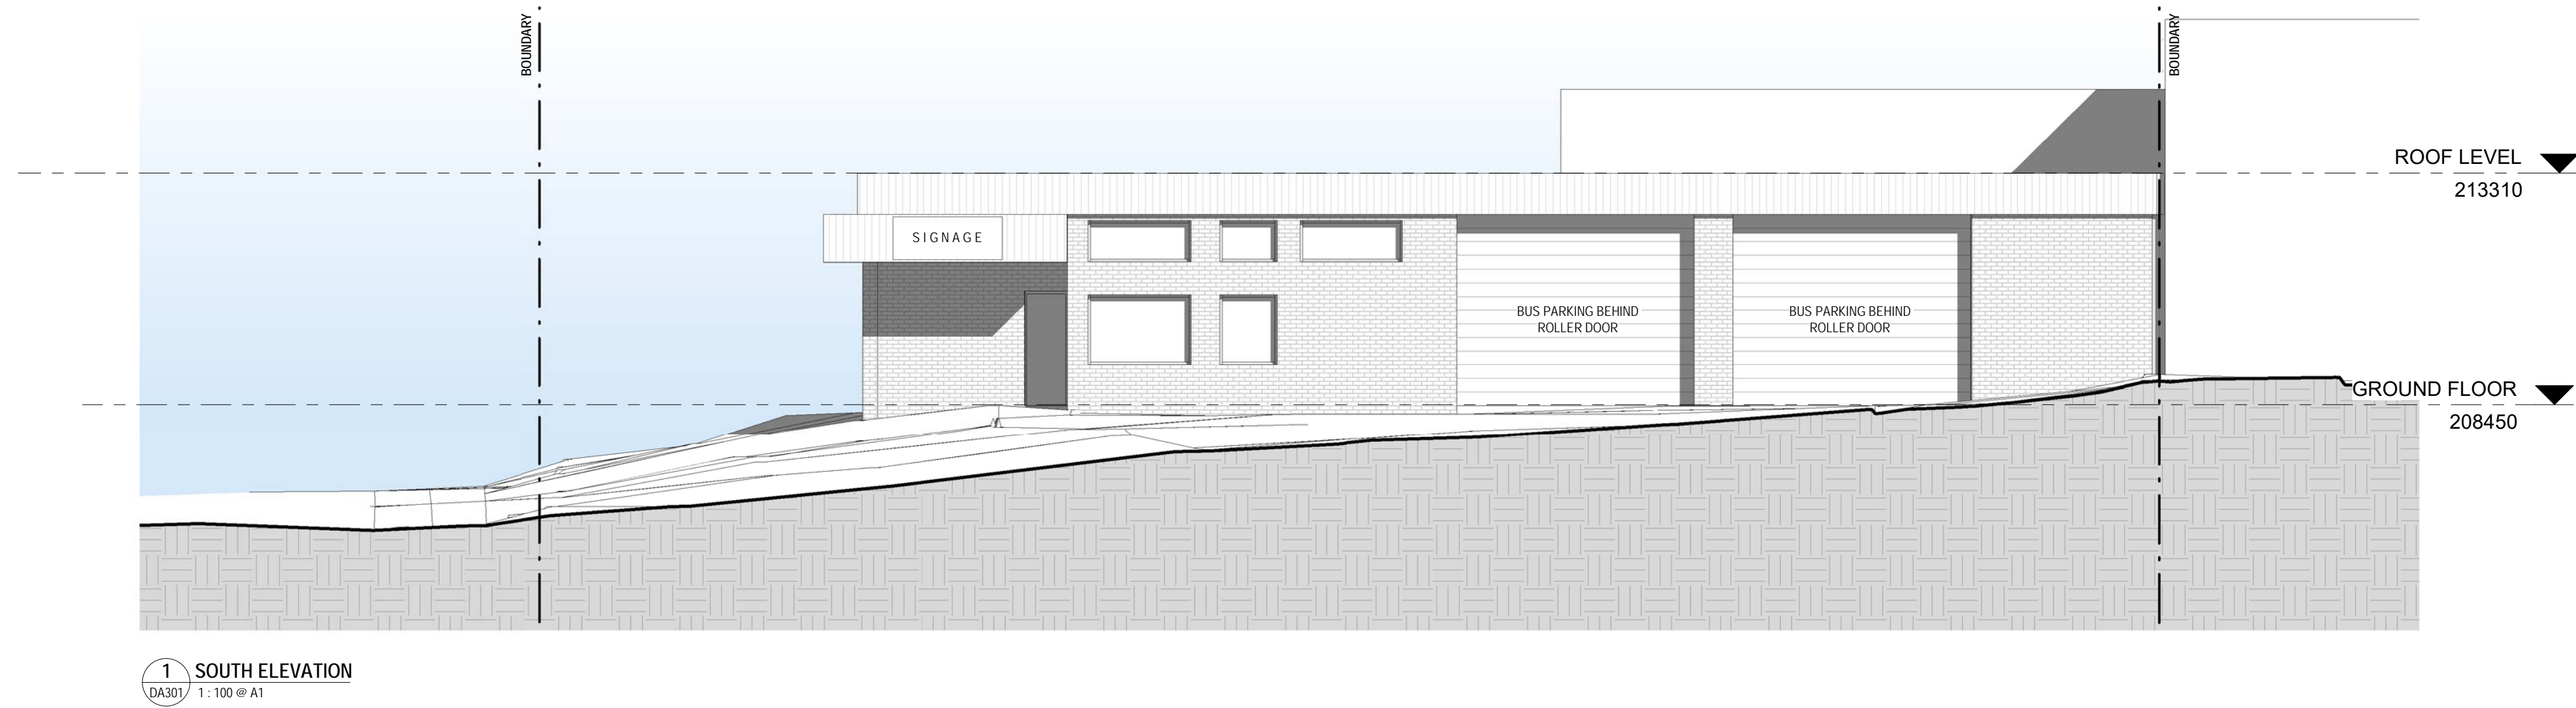 BOUNDARY
BOUNDARY
ROOF LEVEL
213310
SIGNAGE
BUS PARKING BEHIND
ROLLER DOOR
BUS PARKING BEHIND
ROLLER DOOR
GROUND FLOOR
208450
1
SOUTH ELEVATION
DA301
1 : 100 @ A1